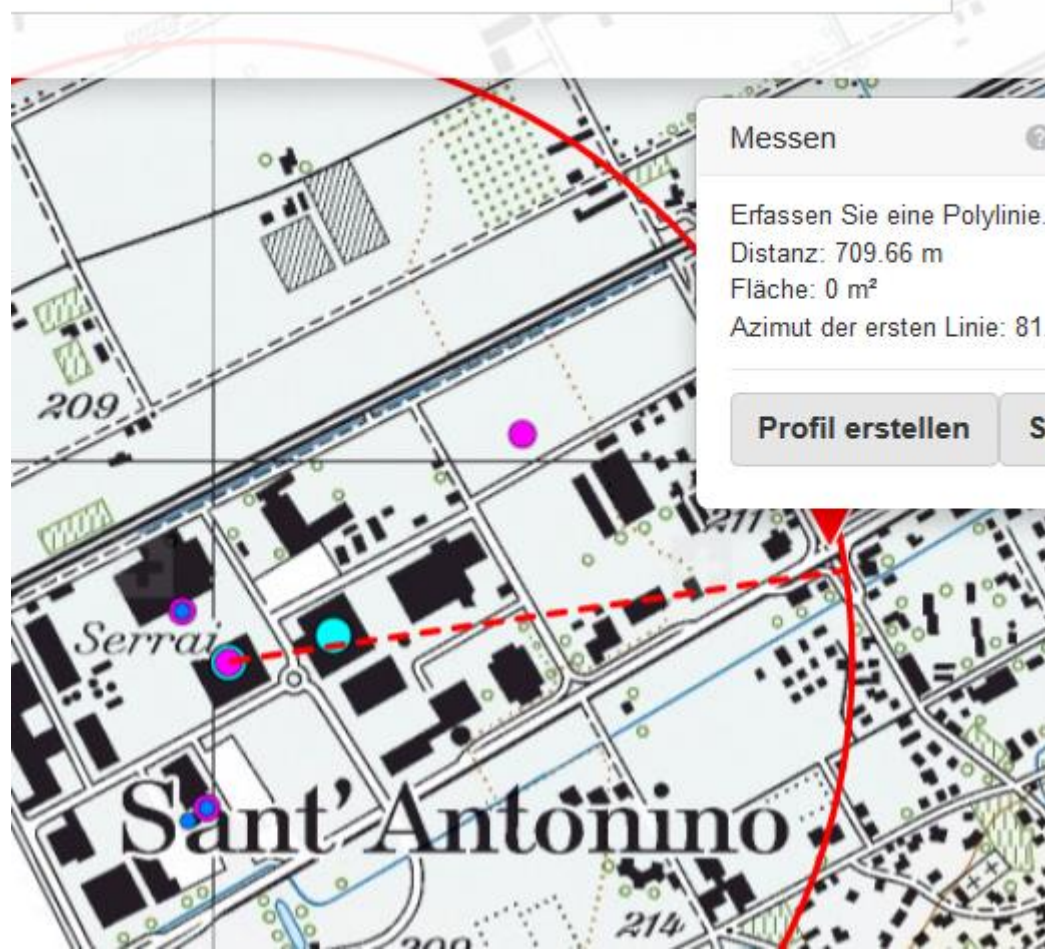 Messen
Erfassen Sie eine Polylinie.
Distanz: 709.66 m
Fläche: 0 m²
Azimut der ersten Linie: 81
Profil erstellen
S
209
211
Serrai
Sant' Antonino
214
209